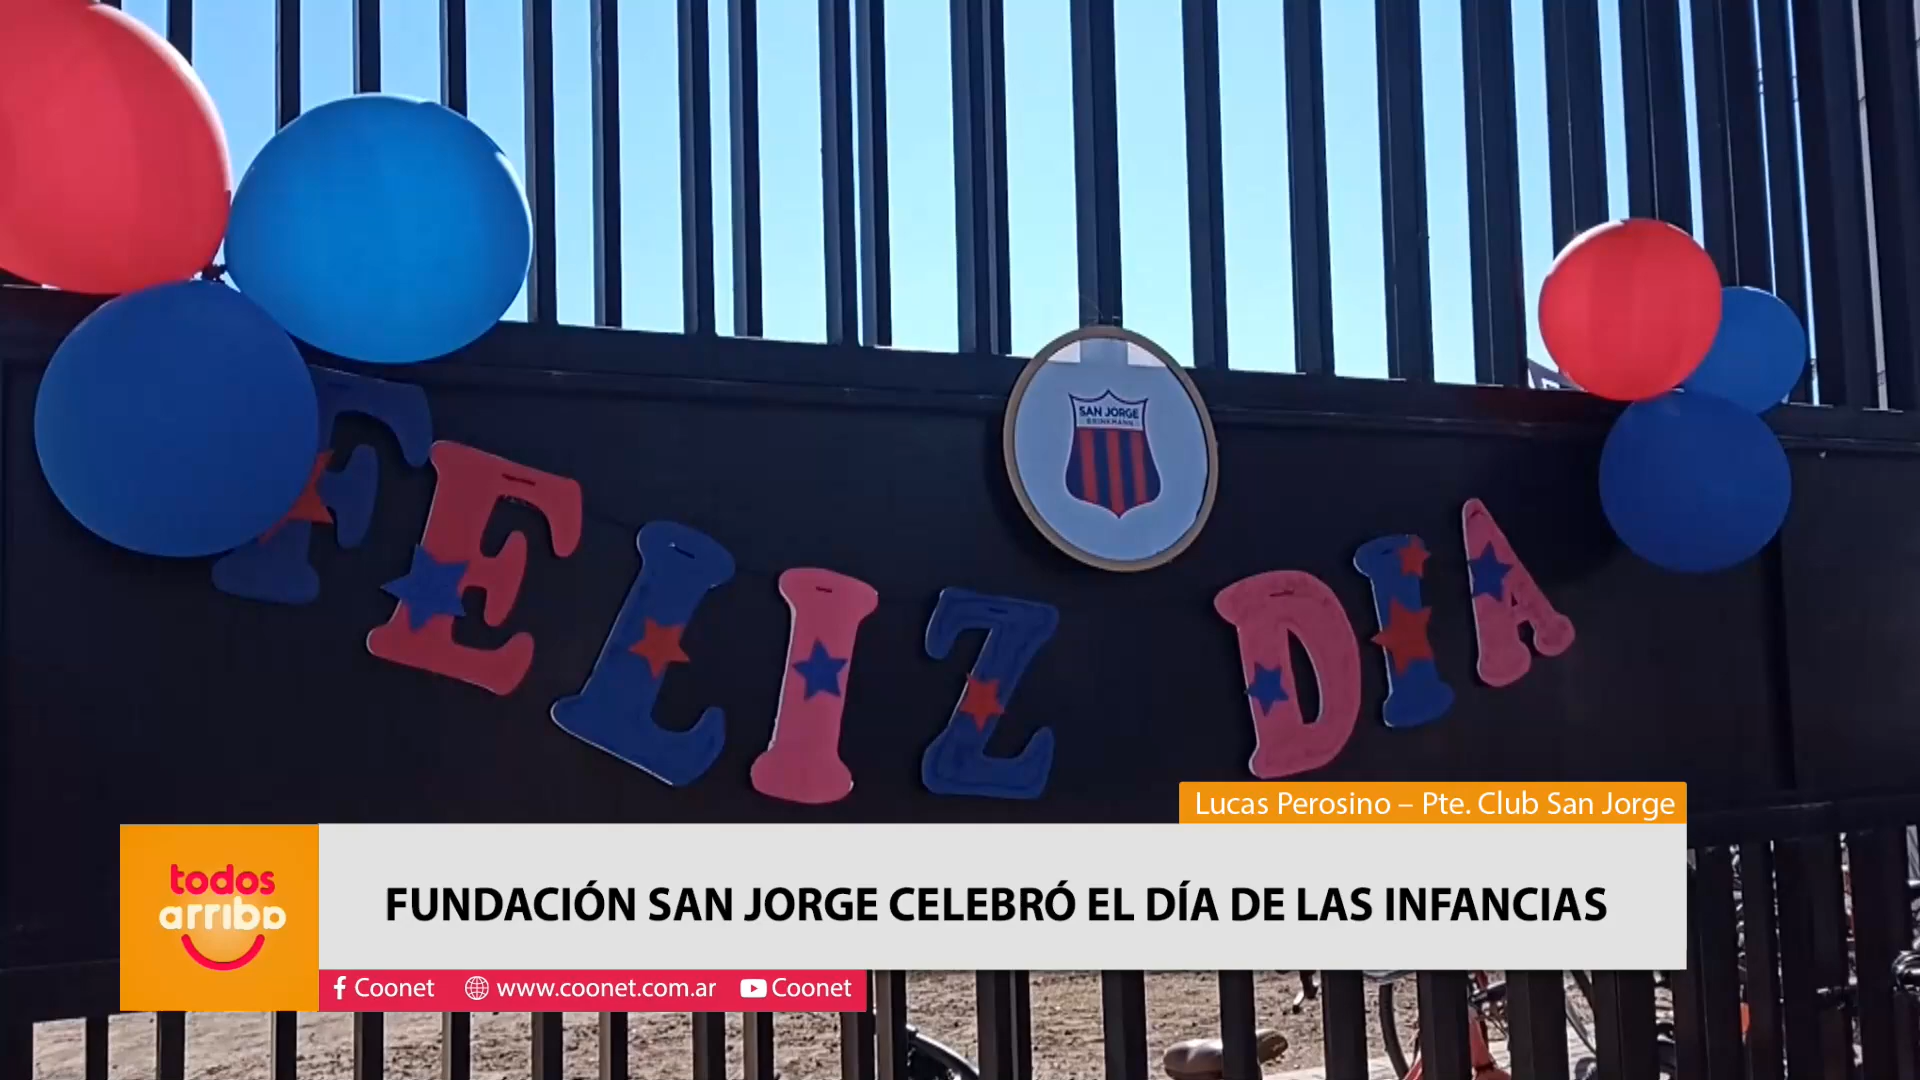 SAN JORGE
BRINKMANN
FELIZ DIA
Lucas Perosino – Pte. Club San Jorge
todos
arriba
FUNDACIÓN SAN JORGE CELEBRÓ EL DÍA DE LAS INFANCIAS
Coonet www.coonet.com.ar Coonet